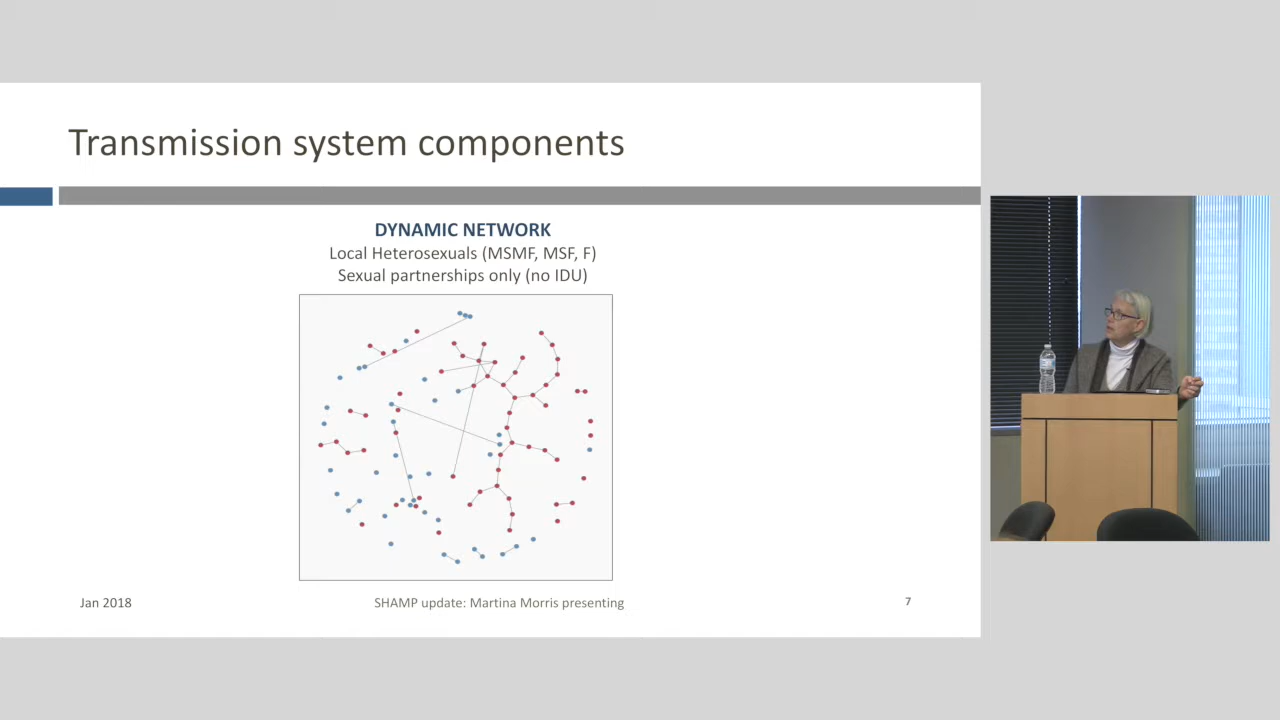 Transmission system components
DYNAMIC NETWORK
Local Heterosexuals (MSMF, MSF, F)
Sexual partnerships only (no IDU)
Jan 2018
SHAMP update: Martina Morris presenting
7